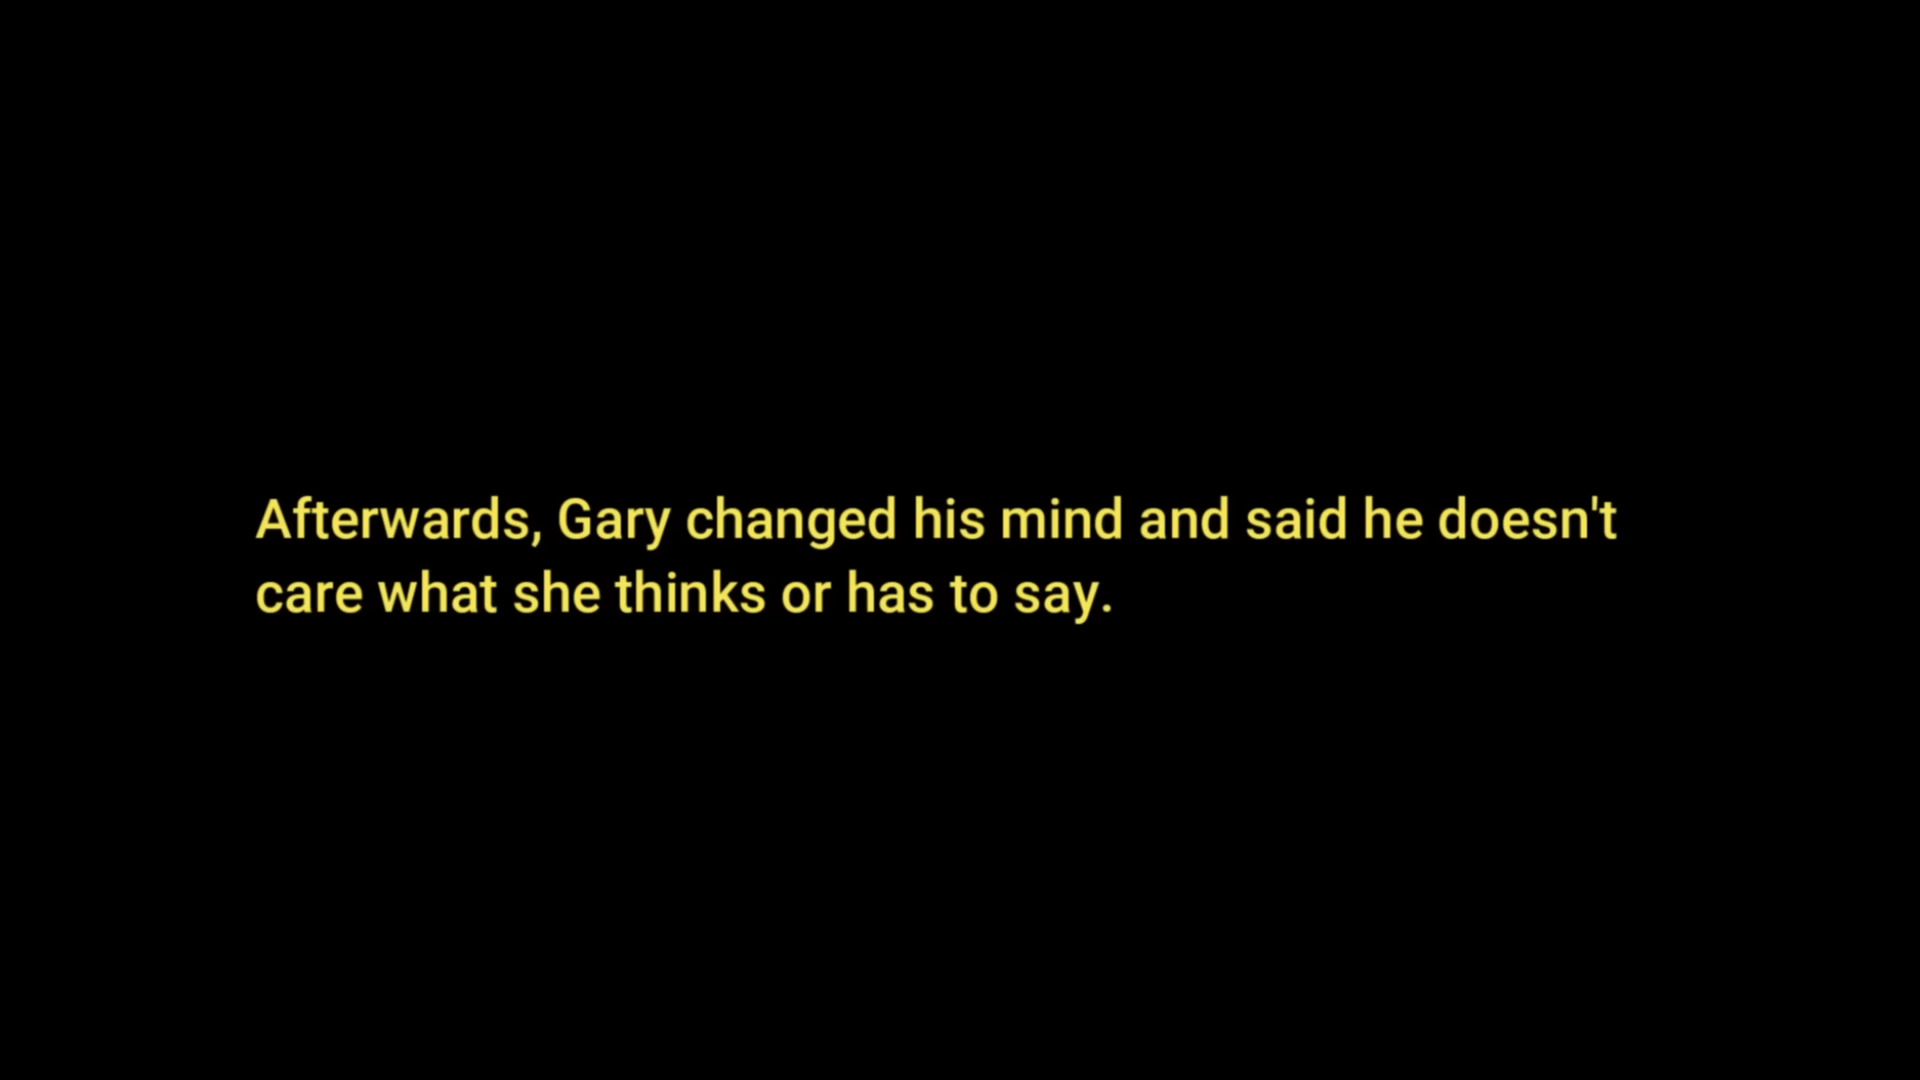 Afterwards, Gary changed his mind and said he doesn't
care what she thinks or has to say.